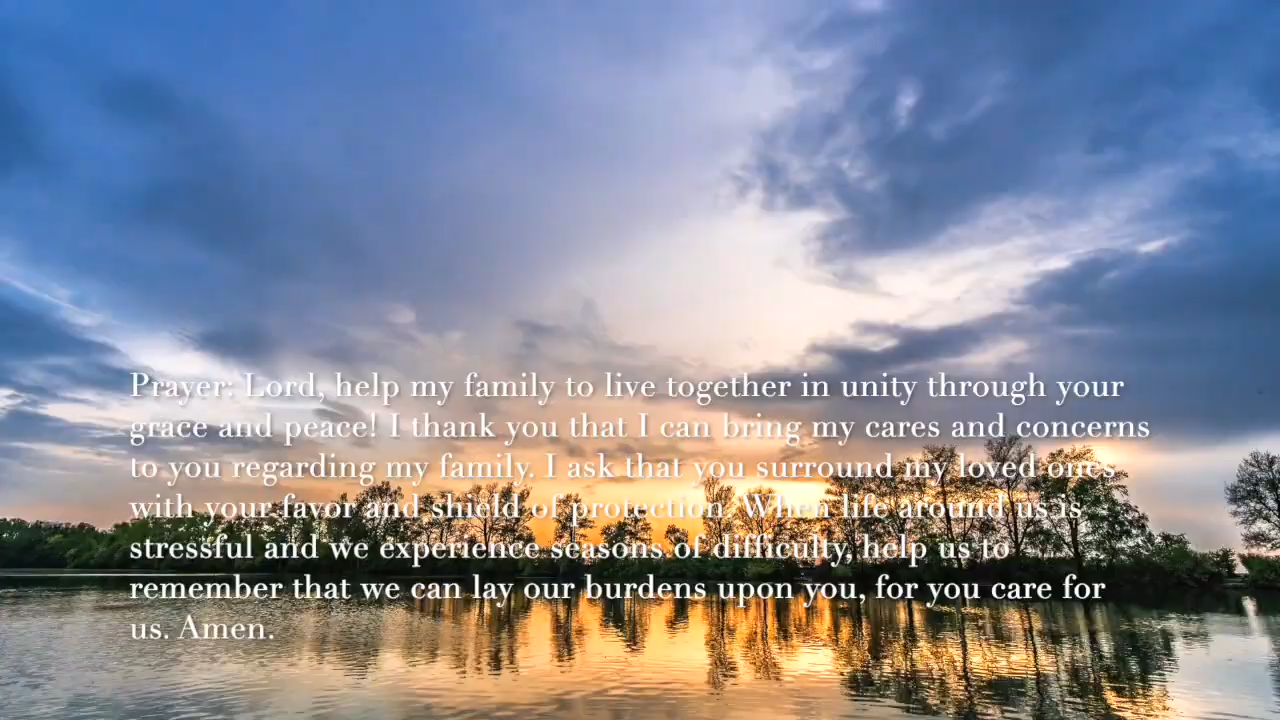 Prayer: Lord, help my family to live together in unity through your
grace and peace! I thank you that I can bring my cares and concerns
to you regarding my family. I ask that you surround my loved ones
with your favor and shield of protection. When life around us is
stressful and we experience seasons of difficulty, help us to
remember that we can lay our burdens upon you, for you care for
us. Amen.